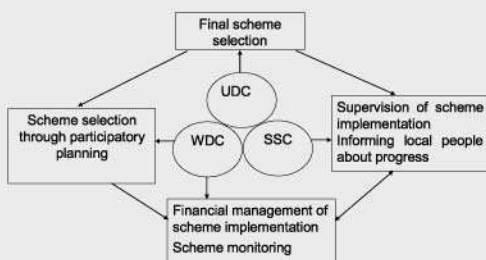 Final scheme
selection
UDC
Scheme selection
through participatory
planning
WDC
SSC
Supervision of scheme
implementation
Informing local people
about progress
Financial management of
scheme implementation
Scheme monitoring